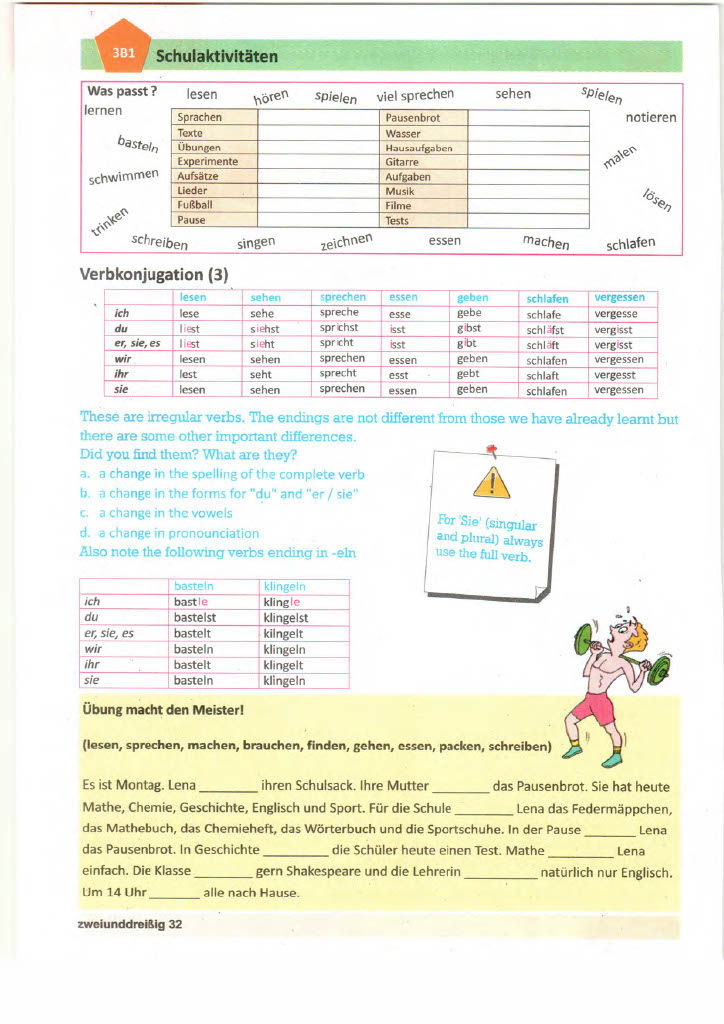 3B1 Schulaktivitäten
Was passt ? lesen hören spielen viel sprechen sehen spielen
lernen notieren
basteln malen
schwimmen lösen
trinken
Sprachen Pausenbrot
Texte Wasser
Übungen Hausaufgaben
Experimente Gitarre
Aufsätze Aufgaben
Lieder Musik
Fußball Filme
Pause Tests
schreiben singen zeichnen essen machen schlafen
Verbkonjugation (3)
lesen sehen sprechen essen geben schlafen vergessen
ich lese sehe spreche esse gebe schlafe vergesse
du liest siehst sprichst isst gibst schläfst vergisst
er, sie, es liest sieht spricht isst gibt schläft vergisst
wir lesen sehen sprechen essen geben schlafen vergessen
ihr lest seht sprecht esst gebt schlaft vergesst
sie lesen sehen sprechen essen geben schlafen vergessen
These are irregular verbs. The endings are not different from those we have already learnt but
there are some other important differences.
Did you find them? What are they?
a. a change in the spelling of the complete verb
b. a change in the forms for "du" and "er / sie"
c. a change in the vowels
d. a change in pronounciation
Also note the following verbs ending in -eln
For 'Sie' (singular
and plural) always
use the full verb.
basteln klingeln
ich bastle klingle
du bastelst klingelst
er, sie, es bastelt kilngelt
wir basteln klingeln
ihr bastelt klingelt
sie basteln klingeln
Übung macht den Meister!
(lesen, sprechen, machen, brauchen, finden, gehen, essen, packen, schreiben)
Es ist Montag. Lena ________ ihren Schulsack. Ihre Mutter ________ das Pausenbrot. Sie hat heute
Mathe, Chemie, Geschichte, Englisch und Sport. Für die Schule ________ Lena das Federmäppchen,
das Mathebuch, das Chemieheft, das Wörterbuch und die Sportschuhe. In der Pause _______ Lena
das Pausenbrot. In Geschichte _________ die Schüler heute einen Test. Mathe _________ Lena
einfach. Die Klasse ________ gern Shakespeare und die Lehrerin __________ natürlich nur Englisch.
Um 14 Uhr _______ alle nach Hause.
zweiunddreißig 32